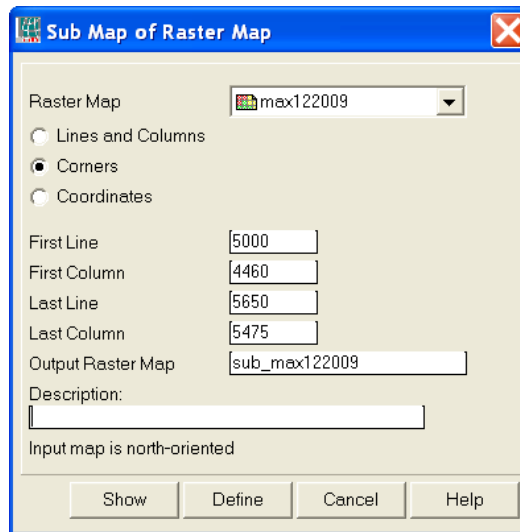 Sub Map of Raster Map
Raster Map max122009
Lines and Columns
Corners
Coordinates
First Line 5000
First Column 4460
Last Line 5650
Last Column 5475
Output Raster Map sub_max122009
Description:
Input map is north-oriented
Show Define Cancel Help